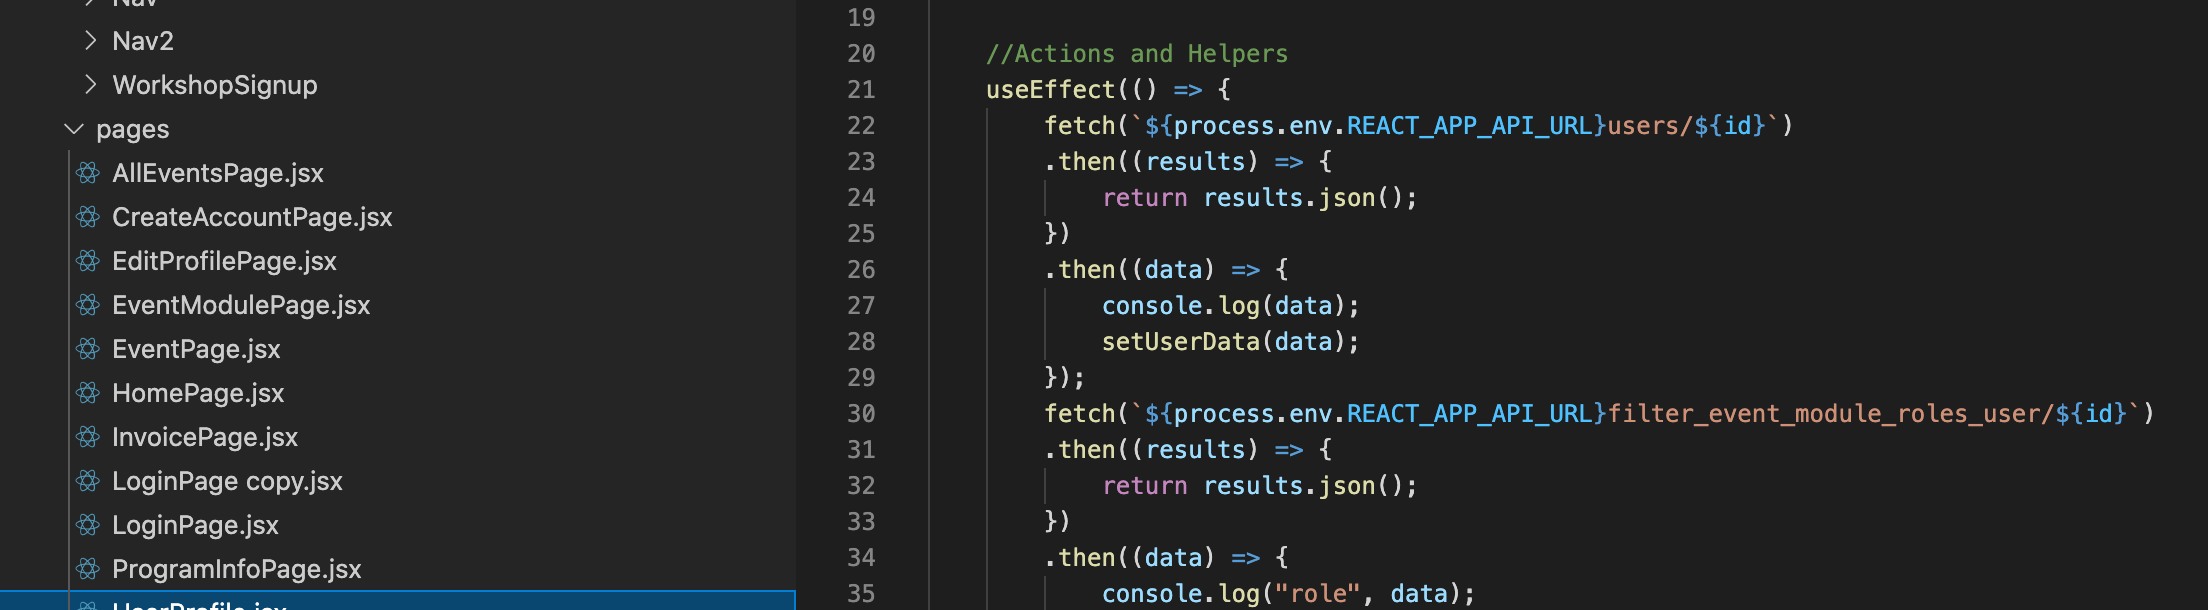 Nav
Nav2
WorkshopSignup
pages
AllEventsPage.jsx
CreateAccountPage.jsx
EditProfilePage.jsx
EventModulePage.jsx
EventPage.jsx
HomePage.jsx
InvoicePage.jsx
LoginPage copy.jsx
LoginPage.jsx
ProgramInfoPage.jsx
UserProfile.jsx
19
20 //Actions and Helpers
21 useEffect(() => {
22 fetch(`${process.env.REACT_APP_API_URL}users/${id}`)
23 .then((results) => {
24 return results.json();
25 })
26 .then((data) => {
27 console.log(data);
28 setUserData(data);
29 });
30 fetch(`${process.env.REACT_APP_API_URL}filter_event_module_roles_user/${id}`)
31 .then((results) => {
32 return results.json();
33 })
34 .then((data) => {
35 console.log("role", data);